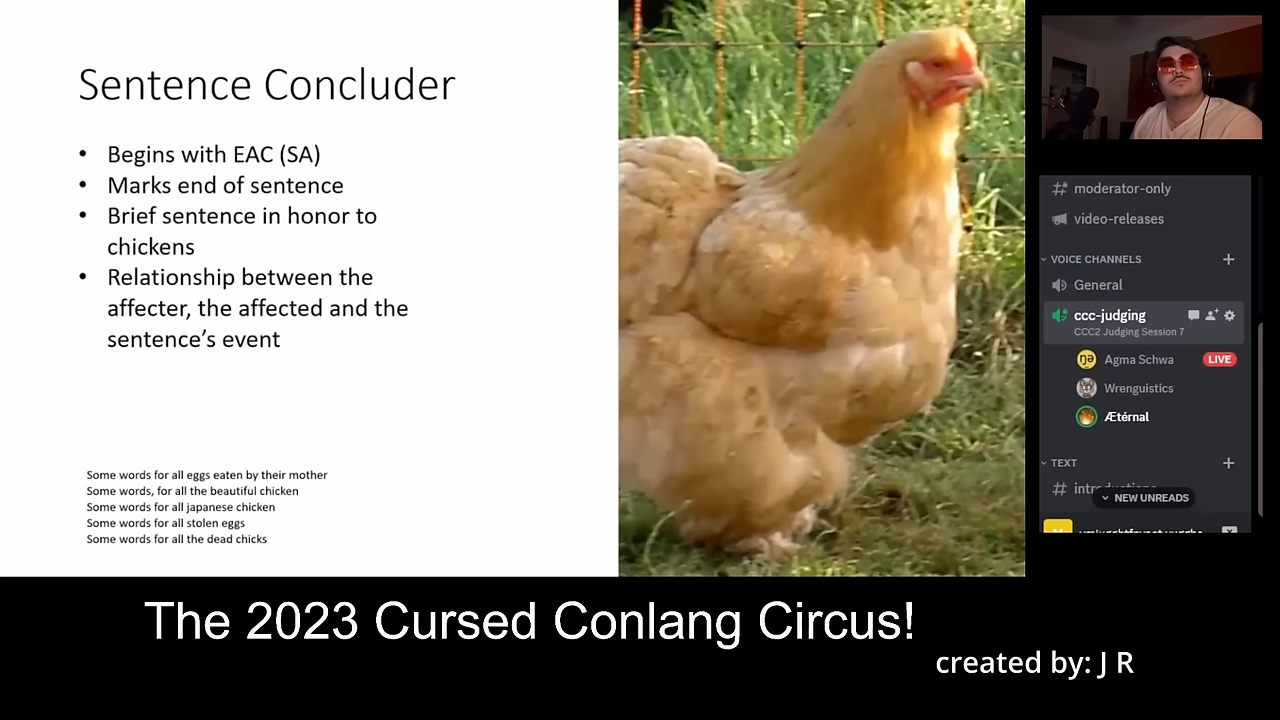 Sentence Concluder
• Begins with EAC (SA)
• Marks end of sentence
• Brief sentence in honor to
chickens
• Relationship between the
affecter, the affected and the
sentence’s event
Some words for all eggs eaten by their mother
Some words, for all the beautiful chicken
Some words for all japanese chicken
Some words for all stolen eggs
Some words for all the dead chicks
moderator-only
video-releases
VOICE CHANNELS
General
ccc-judging
CCC2 Judging Session 7
ŋə
Agma Schwa
LIVE
Wrenguistics
Ætérnal
TEXT
NEW UNREADS
The 2023 Cursed Conlang Circus!
created by: J R